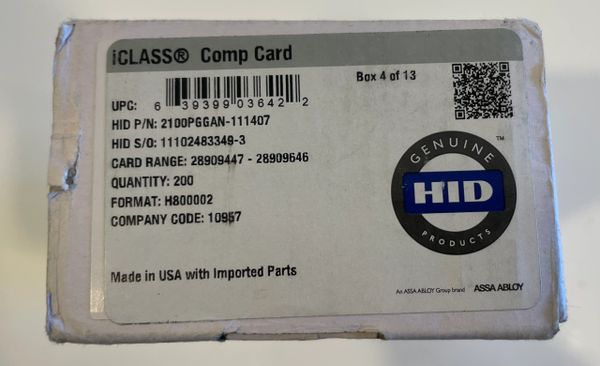 iCLASS® Comp Card
Box 4 of 13
UPC: 6 39399 03642 2
HID P/N: 2100PGGAN-111407
HID S/O: 11102483349-3
CARD RANGE: 28909447 - 28909646
QUANTITY: 200
FORMAT: H800002
COMPANY CODE: 10957
GENUINE
HID
PRODUCTS
™
Made in USA with Imported Parts
An ASSA ABLOY Group brand
ASSA ABLOY